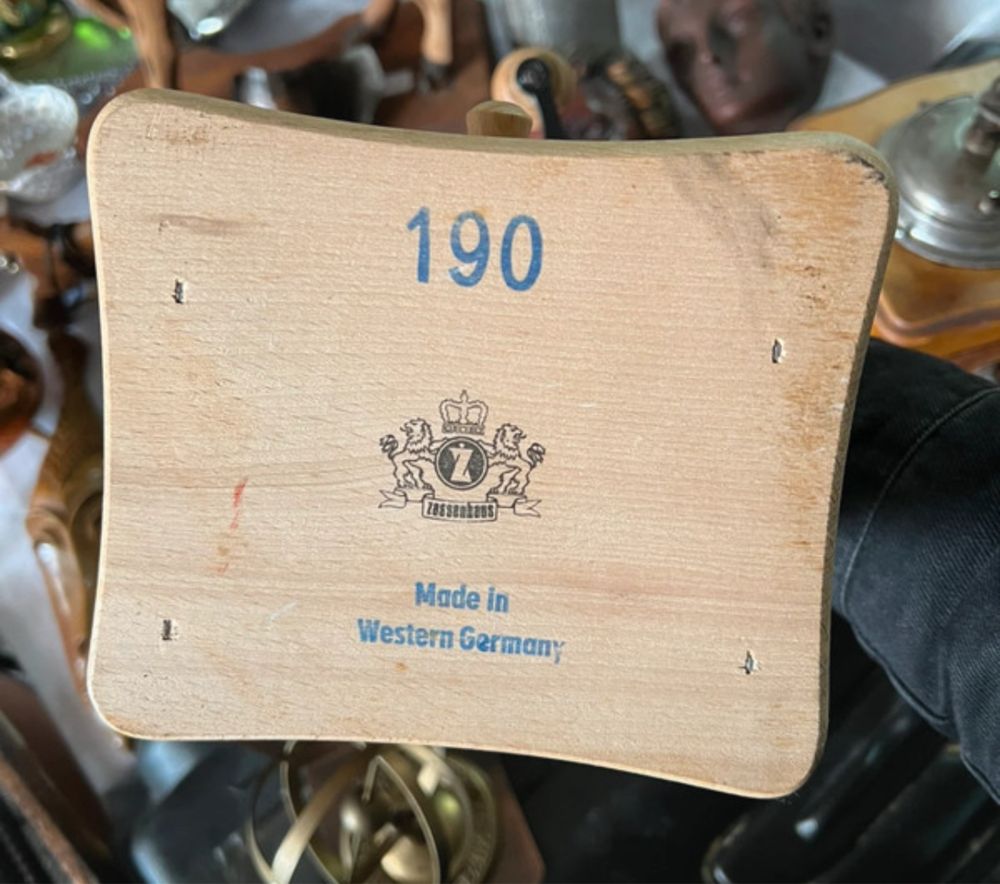 190
Z
Zassenhaus
Made in
Western Germany